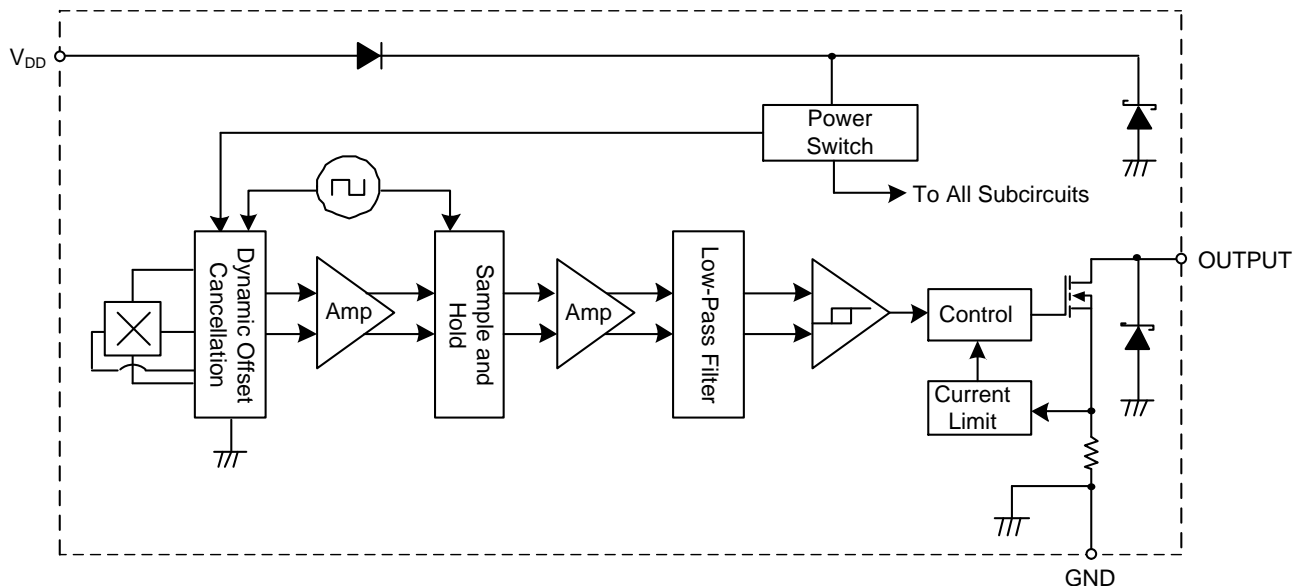 VDD
Power
Switch
To All Subcircuits
Dynamic Offset
Cancellation
Amp
Sample and
Hold
Amp
Low-Pass Filter
Control
Current
Limit
OUTPUT
GND